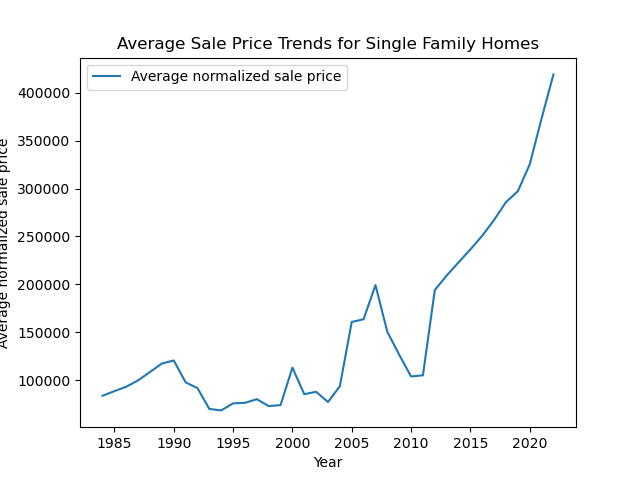 Average Sale Price Trends for Single Family Homes
Average normalized sale price
400000
350000
300000
250000
200000
150000
100000
Average normalized sale price
1985 1990 1995 2000 2005 2010 2015 2020
Year